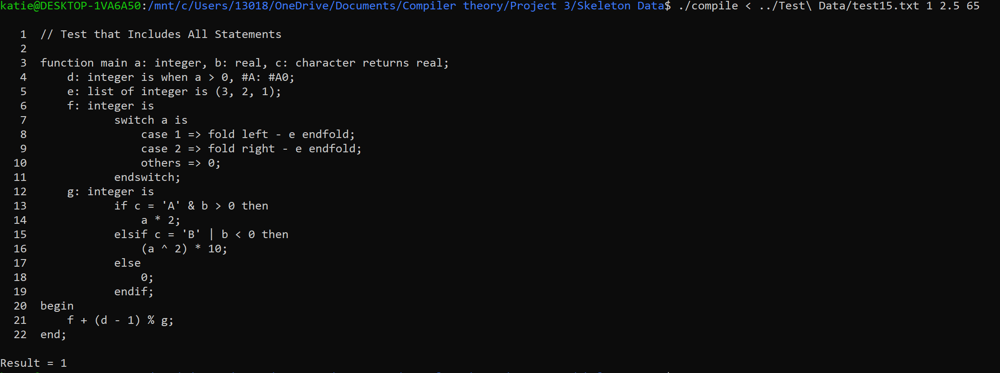 katie@DESKTOP-1VA6A50:/mnt/c/Users/13018/OneDrive/Documents/Compiler theory/Project 3/Skeleton Data$ ./compile < ../Test\ Data/test15.txt 1 2.5 65
1 // Test that Includes All Statements
2
3 function main a: integer, b: real, c: character returns real;
4 d: integer is when a > 0, #A: #A0;
5 e: list of integer is (3, 2, 1);
6 f: integer is
7 switch a is
8 case 1 => fold left - e endfold;
9 case 2 => fold right - e endfold;
10 others => 0;
11 endswitch;
12 g: integer is
13 if c = 'A' & b > 0 then
14 a * 2;
15 elsif c = 'B' | b < 0 then
16 (a ^ 2) * 10;
17 else
18 0;
19 endif;
20 begin
21 f + (d - 1) % g;
22 end;
Result = 1